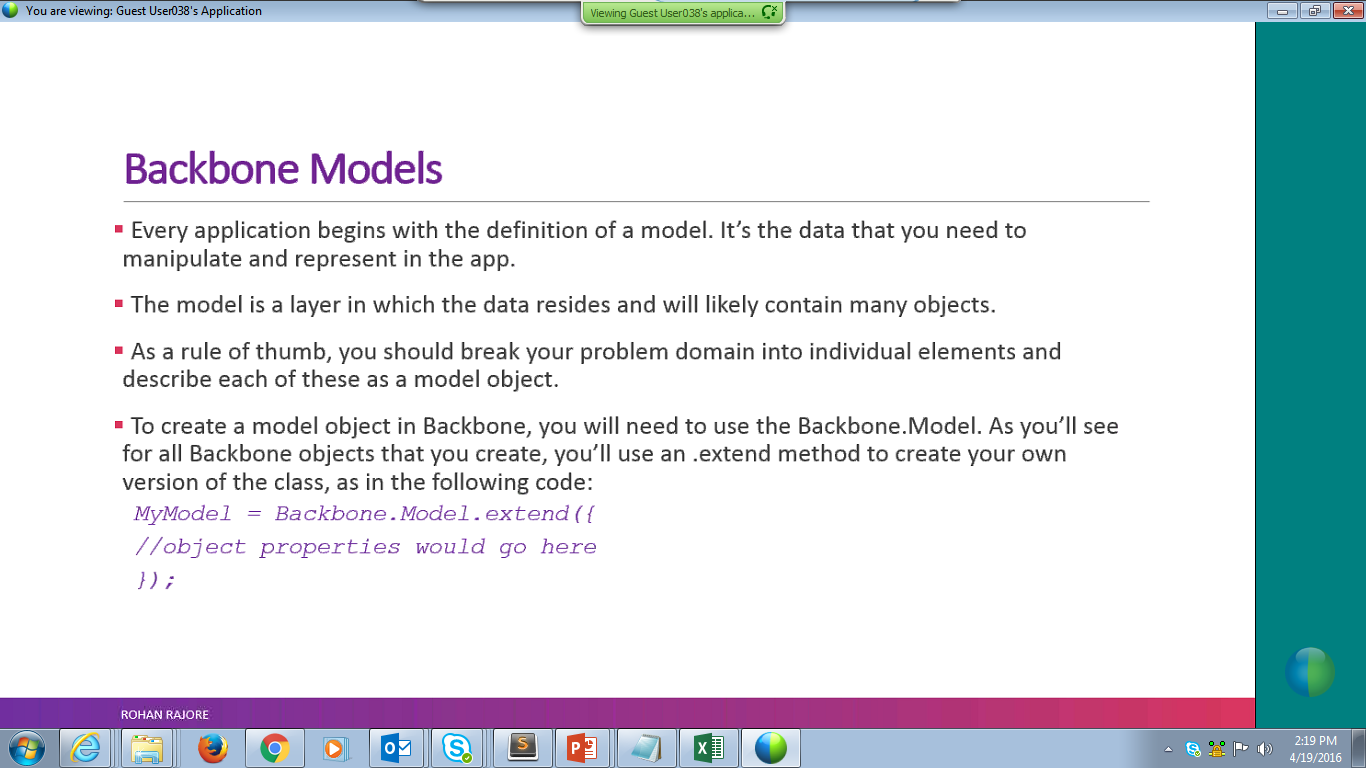 You are viewing: Guest User038's Application
Viewing Guest User038's applica...
Backbone Models
Every application begins with the definition of a model. It’s the data that you need to
manipulate and represent in the app.
The model is a layer in which the data resides and will likely contain many objects.
As a rule of thumb, you should break your problem domain into individual elements and
describe each of these as a model object.
To create a model object in Backbone, you will need to use the Backbone.Model. As you’ll see
for all Backbone objects that you create, you’ll use an .extend method to create your own
version of the class, as in the following code:
MyModel = Backbone.Model.extend({
//object properties would go here
});
ROHAN RAJORE
2:19 PM
4/19/2016